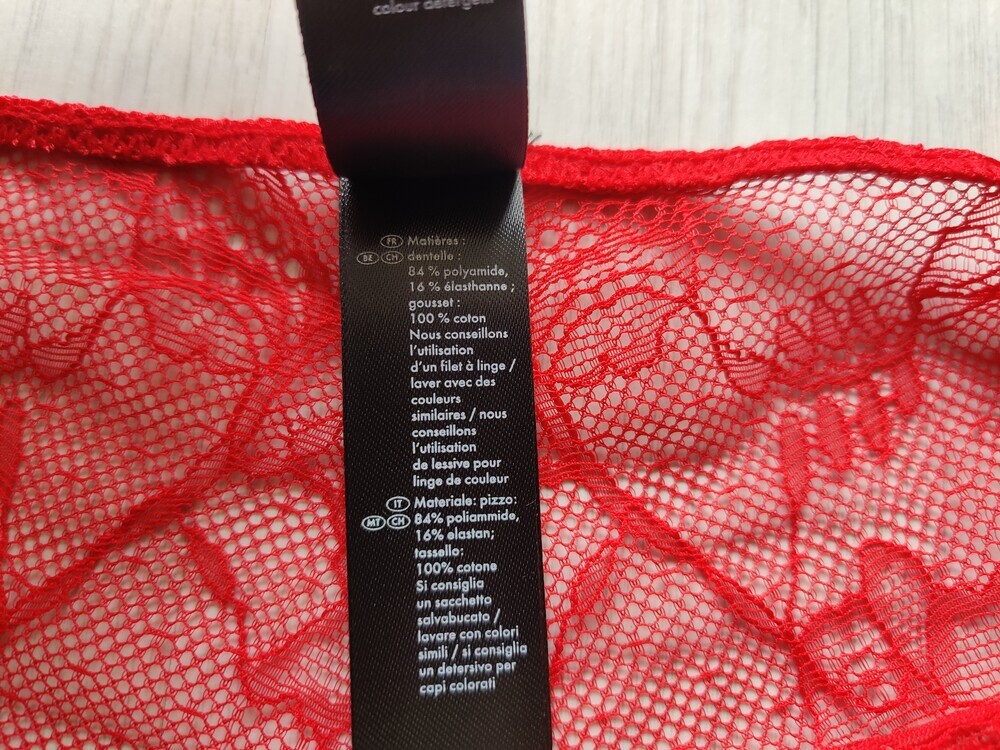 colour detergent
FR Matières :
BE CH dentelle :
84 % polyamide,
16 % élasthanne ;
gousset :
100 % coton
Nous conseillons
l'utilisation
d'un filet à linge /
laver avec des
couleurs
similaires / nous
conseillons
l'utilisation
de lessive pour
linge de couleur
IT Materiale: pizzo:
MT CH 84% poliammide,
16% elastan;
tassello:
100% cotone
Si consiglia
un sacchetto
salvabucato /
lavare con colori
simili / si consiglia
un detersivo per
capi colorati